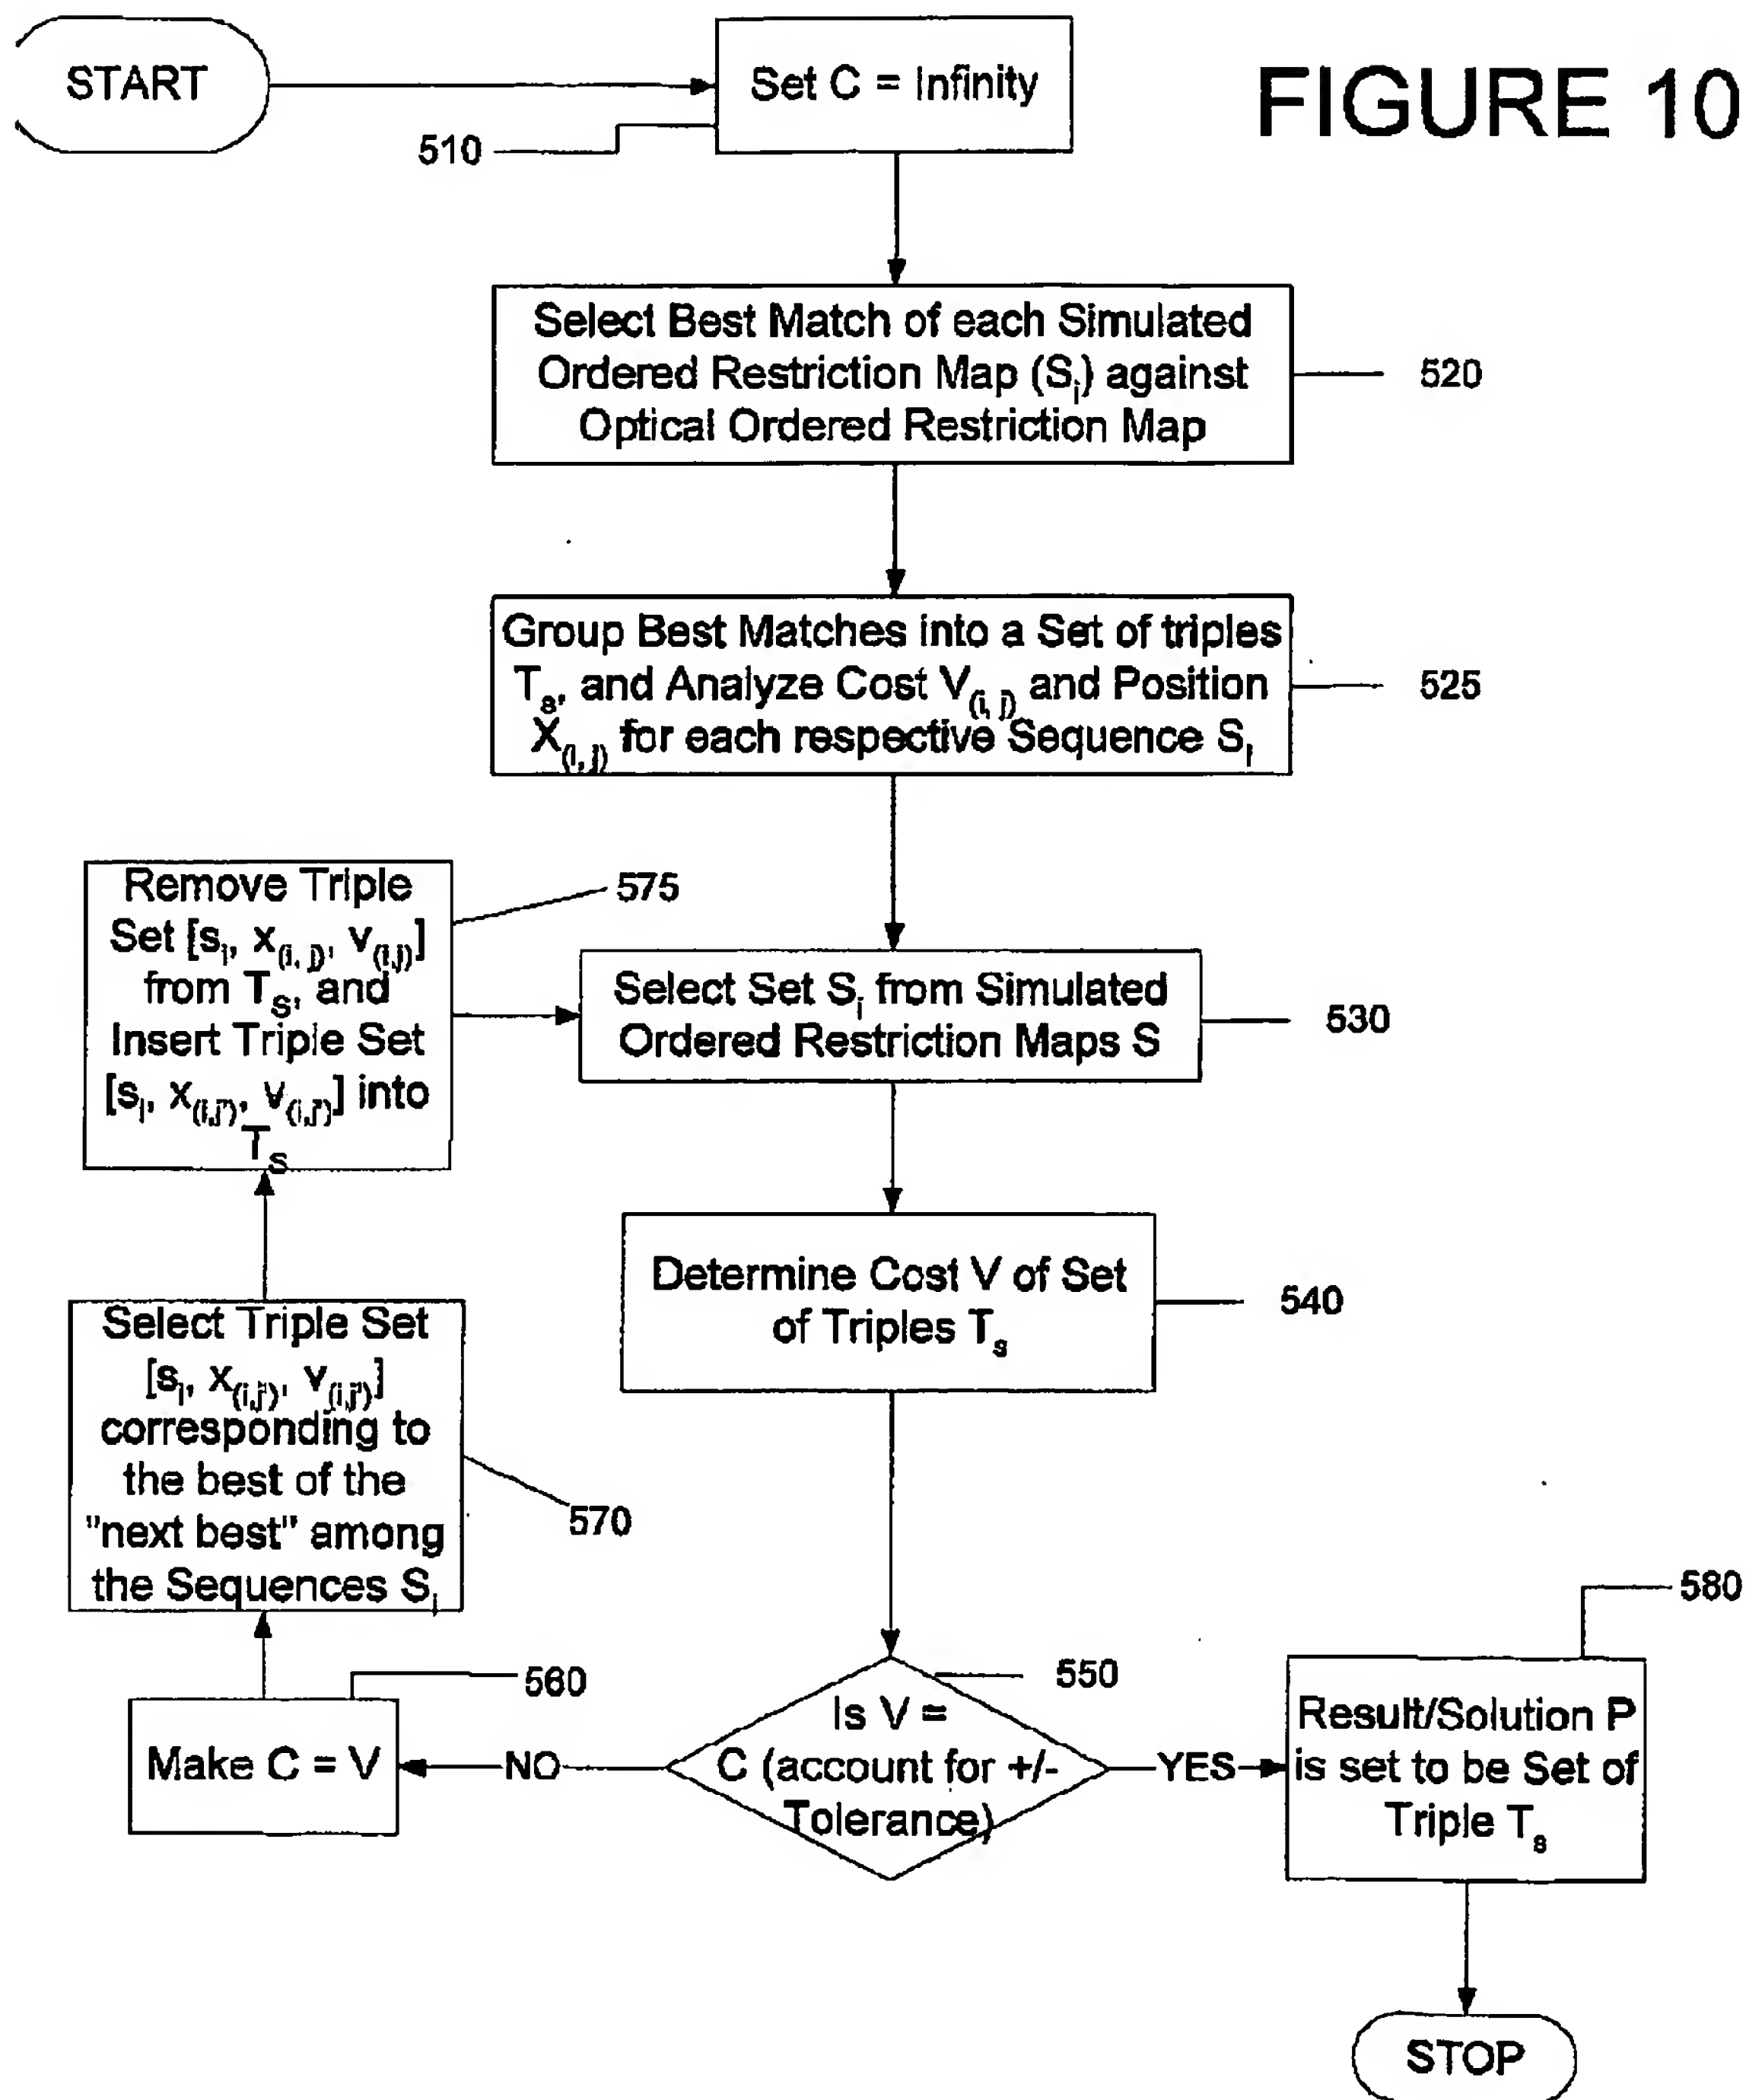 START
Set C = Infinity
FIGURE 10
510
Select Best Match of each Simulated
Ordered Restriction Map (Si) against
Optical Ordered Restriction Map
520
Group Best Matches into a Set of triples
Ts, and Analyze Cost V(i, j) and Position
X(i, j) for each respective Sequence Si
525
Remove Triple
Set [si, x(i, j), v(i,j)]
from TS, and
Insert Triple Set
[si, x(i,j'), v(i,j')] into
TS
575
Select Set Si from Simulated
Ordered Restriction Maps S
530
Determine Cost V of Set
of Triples Ts
540
Select Triple Set
[si, x(i,j'), v(i,j')]
corresponding to
the best of the
"next best" among
the Sequences Si
570
580
560
550
Make C = V
NO
Is V =
C (account for +/-
Tolerance)
YES
Result/Solution P
is set to be Set of
Triple Ts
STOP